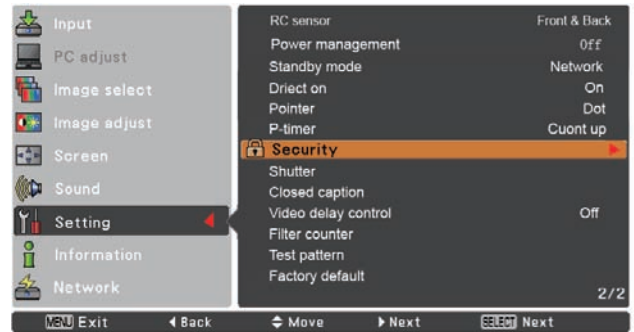 Input
PC adjust
Image select
Image adjust
Screen
Sound
Setting
Information
Network
RC sensor Front & Back
Power management Off
Standby mode Network
Driect on On
Pointer Dot
P-timer Cuont up
Security
Shutter
Closed caption
Video delay control Off
Filter counter
Test pattern
Factory default
2/2
MENU Exit Back Move Next SELECT Next